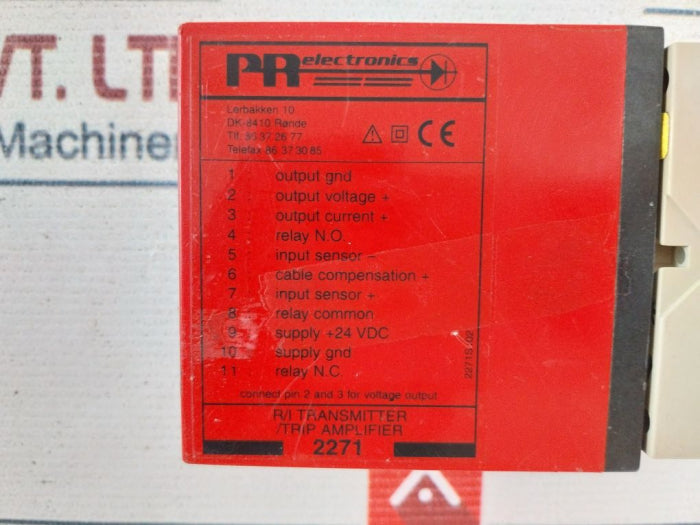 VT. LT
Machine
PR electronics
Lerbakken 10
DK-8410 Rønde
Tlf. 86 37 26 77
Telefax 86 37 30 85
CE
1 : output gnd
2 : output voltage +
3 : output current +
4 : relay N.O.
5 : input sensor –
6 : cable compensation +
7 : input sensor +
8 : relay common
9 : supply +24 VDC
10 : supply gnd
11 : relay N.C.
connect pin 2 and 3 for voltage output
2271S.02
R/I TRANSMITTER
/TRIP AMPLIFIER
2271